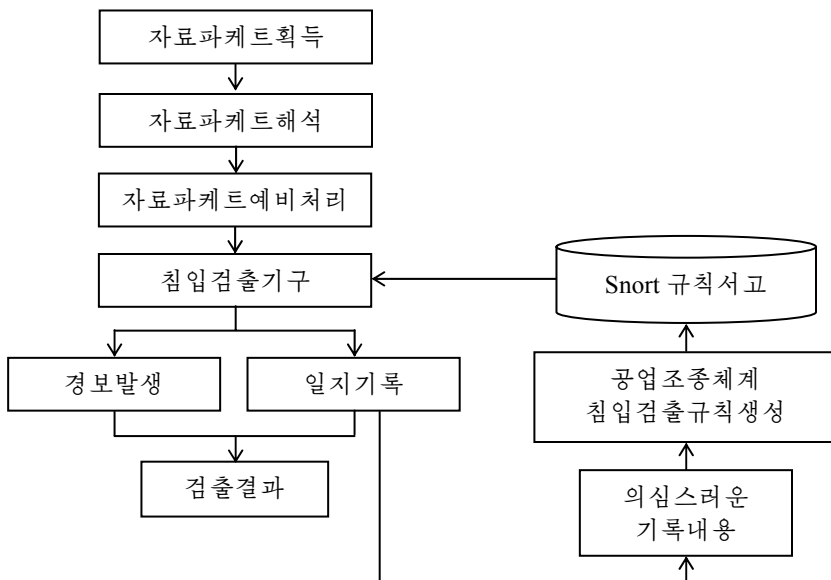 자료파케트획득
자료파케트해석
자료파케트예비처리
침입검출기구
Snort 규칙서고
경보발생
일지기록
공업조종체계
침입검출규칙생성
검출결과
의심스러운
기록내용